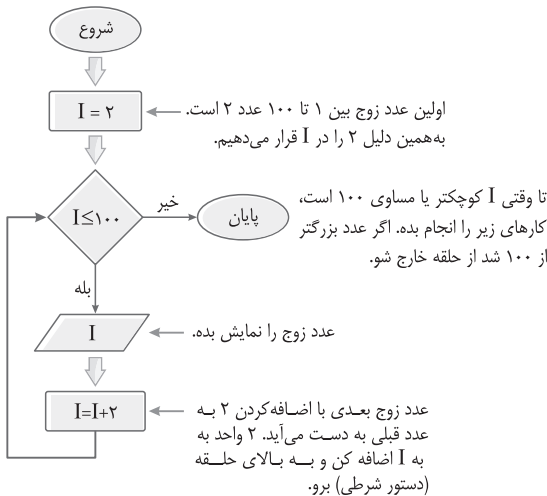 شروع
I = ۲
اولین عدد زوج بین ۱ تا ۱۰۰ عدد ۲ است.
به‌همین دلیل ۲ را در I قرار می‌دهیم.
I≤۱۰۰
خیر
پایان
تا وقتی I کوچکتر یا مساوی ۱۰۰ است،
کارهای زیر را انجام بده. اگر عدد بزرگتر
از ۱۰۰ شد از حلقه خارج شو.
بله
I
عدد زوج را نمایش بده.
I=I+۲
عدد زوج بعدی با اضافه‌کردن ۲ به
عدد قبلی به دست می‌آید. ۲ واحد به
به I اضافه کن و به بالای حلقه
(دستور شرطی) برو.